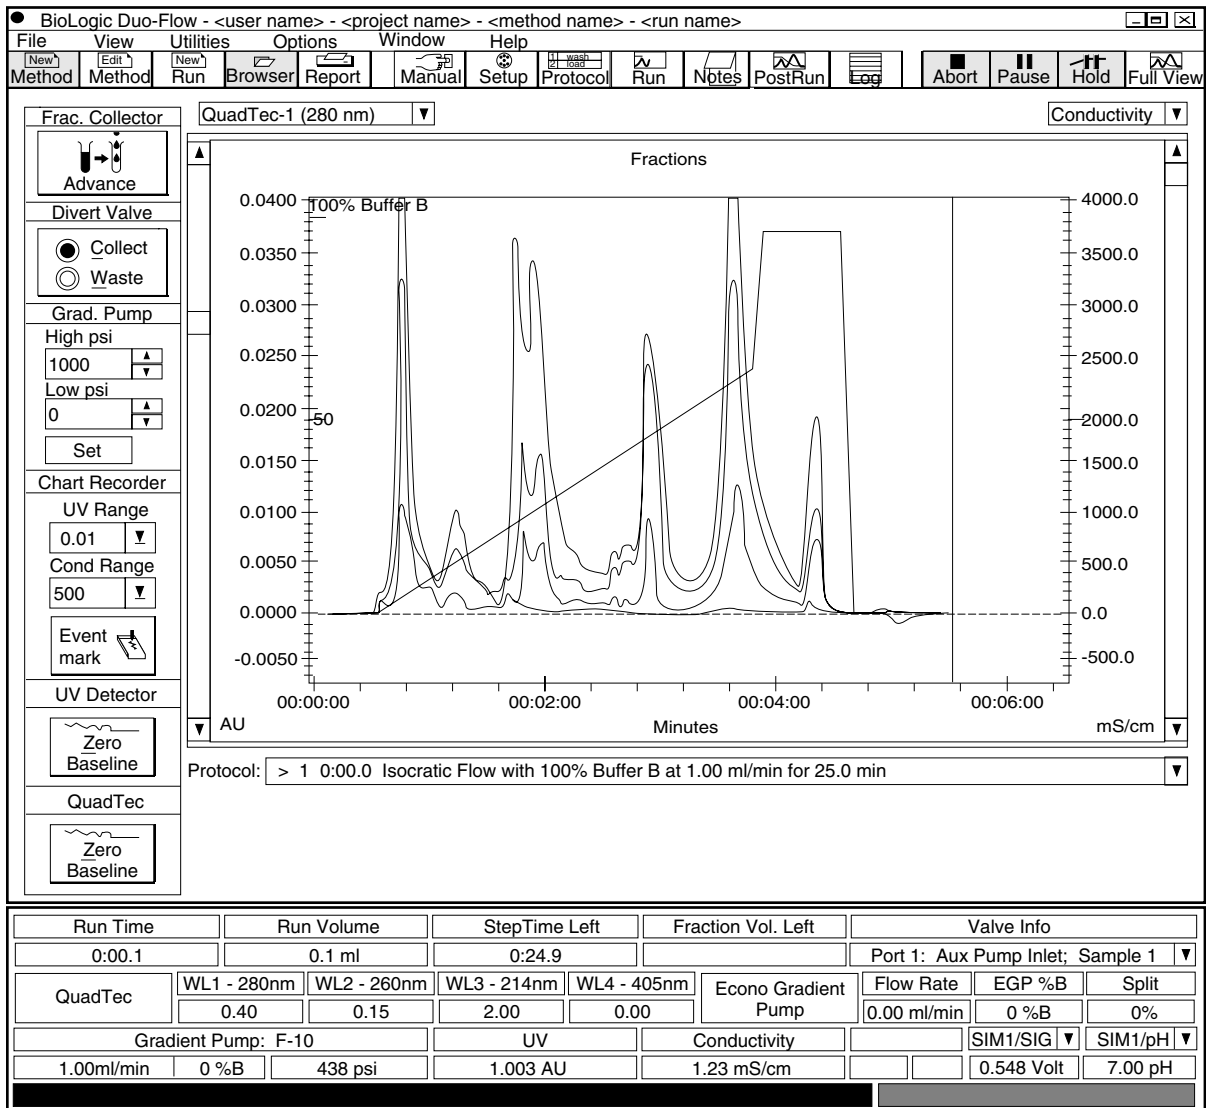 BioLogic Duo-Flow - <user name> - <project name> - <method name> - <run name>
File View Utilities Options Window Help
New Edit New 1 wash
2 load
Method Method Run Browser Report Manual Setup Protocol Run Notes PostRun Log Abort Pause Hold Full View
Frac. Collector
Advance
Divert Valve
Collect
Waste
Grad. Pump
High psi
1000
Low psi
0
Set
Chart Recorder
UV Range
0.01
Cond Range
500
Event
mark
UV Detector
Zero
Baseline
QuadTec
Zero
Baseline
QuadTec-1 (280 nm) Conductivity
Fractions
0.0400 100% Buffer B 4000.0
0.0350 3500.0
0.0300 3000.0
0.0250 2500.0
0.0200 50 2000.0
0.0150 1500.0
0.0100 1000.0
0.0050 500.0
0.0000 0.0
-0.0050 -500.0
00:00:00 00:02:00 00:04:00 00:06:00
AU Minutes mS/cm
Protocol: > 1 0:00.0 Isocratic Flow with 100% Buffer B at 1.00 ml/min for 25.0 min
Run Time Run Volume StepTime Left Fraction Vol. Left Valve Info
0:00.1 0.1 ml 0:24.9 Port 1: Aux Pump Inlet; Sample 1
QuadTec WL1 - 280nm WL2 - 260nm WL3 - 214nm WL4 - 405nm Econo Gradient Pump Flow Rate EGP %B Split
0.40 0.15 2.00 0.00 0.00 ml/min 0 %B 0%
Gradient Pump: F-10 UV Conductivity SIM1/SIG SIM1/pH
1.00ml/min 0 %B 438 psi 1.003 AU 1.23 mS/cm 0.548 Volt 7.00 pH